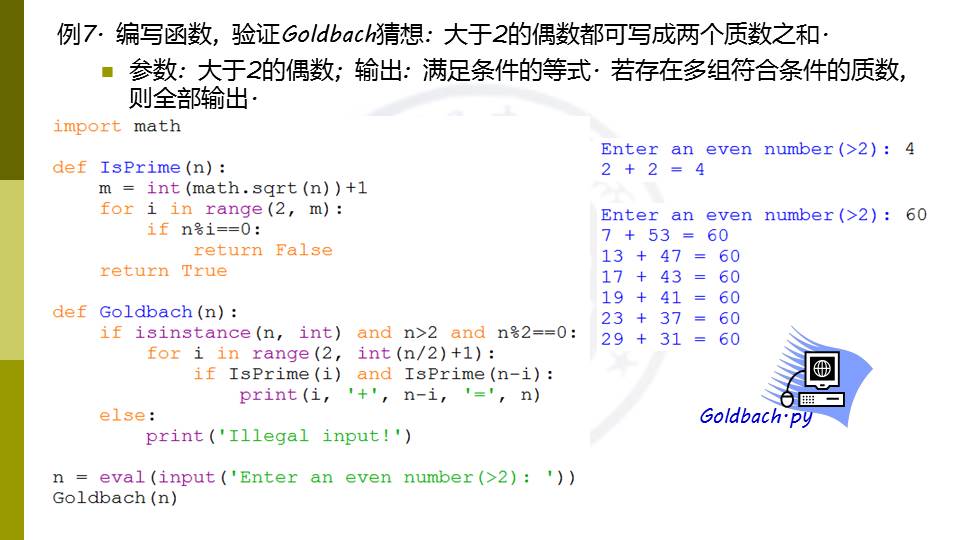 例7. 编写函数, 验证Goldbach猜想: 大于2的偶数都可写成两个质数之和.
参数: 大于2的偶数; 输出: 满足条件的等式. 若存在多组符合条件的质数,
则全部输出.
import math
def IsPrime(n):
    m = int(math.sqrt(n))+1
    for i in range(2, m):
        if n%i==0:
            return False
    return True
def Goldbach(n):
    if isinstance(n, int) and n>2 and n%2==0:
        for i in range(2, int(n/2)+1):
            if IsPrime(i) and IsPrime(n-i):
                print(i, '+', n-i, '=', n)
    else:
        print('Illegal input!')
n = eval(input('Enter an even number(>2): '))
Goldbach(n)
Enter an even number(>2): 4
2 + 2 = 4
Enter an even number(>2): 60
7 + 53 = 60
13 + 47 = 60
17 + 43 = 60
19 + 41 = 60
23 + 37 = 60
29 + 31 = 60
Goldbach.py